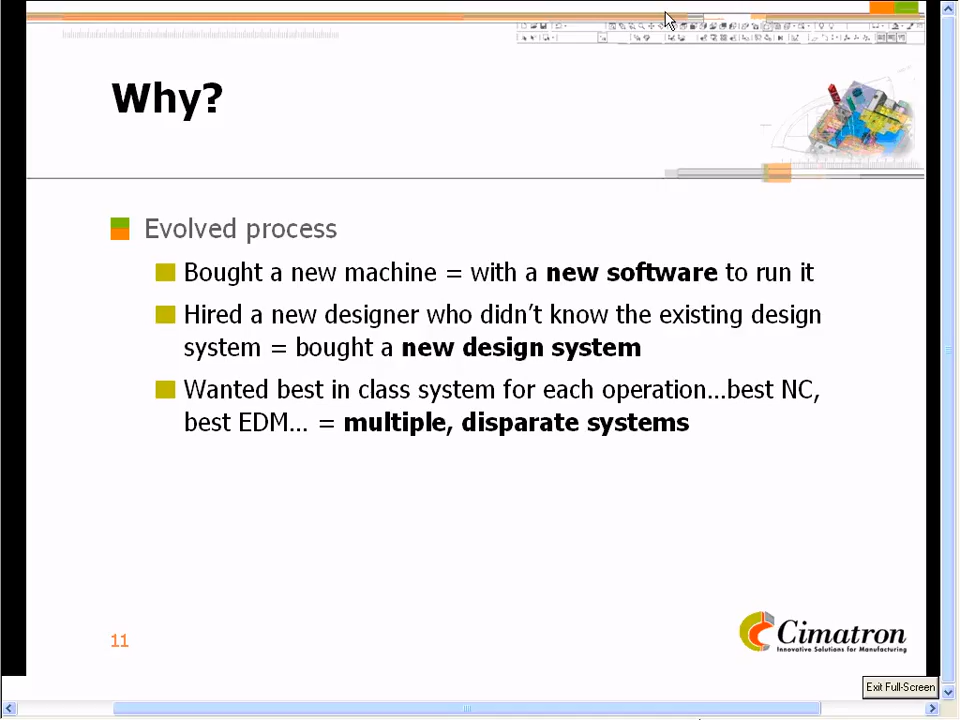 Why?
Evolved process
Bought a new machine = with a new software to run it
Hired a new designer who didn’t know the existing design
system = bought a new design system
Wanted best in class system for each operation…best NC,
best EDM… = multiple, disparate systems
11
Cimatron
Innovative Solutions for Manufacturing
Exit Full-Screen